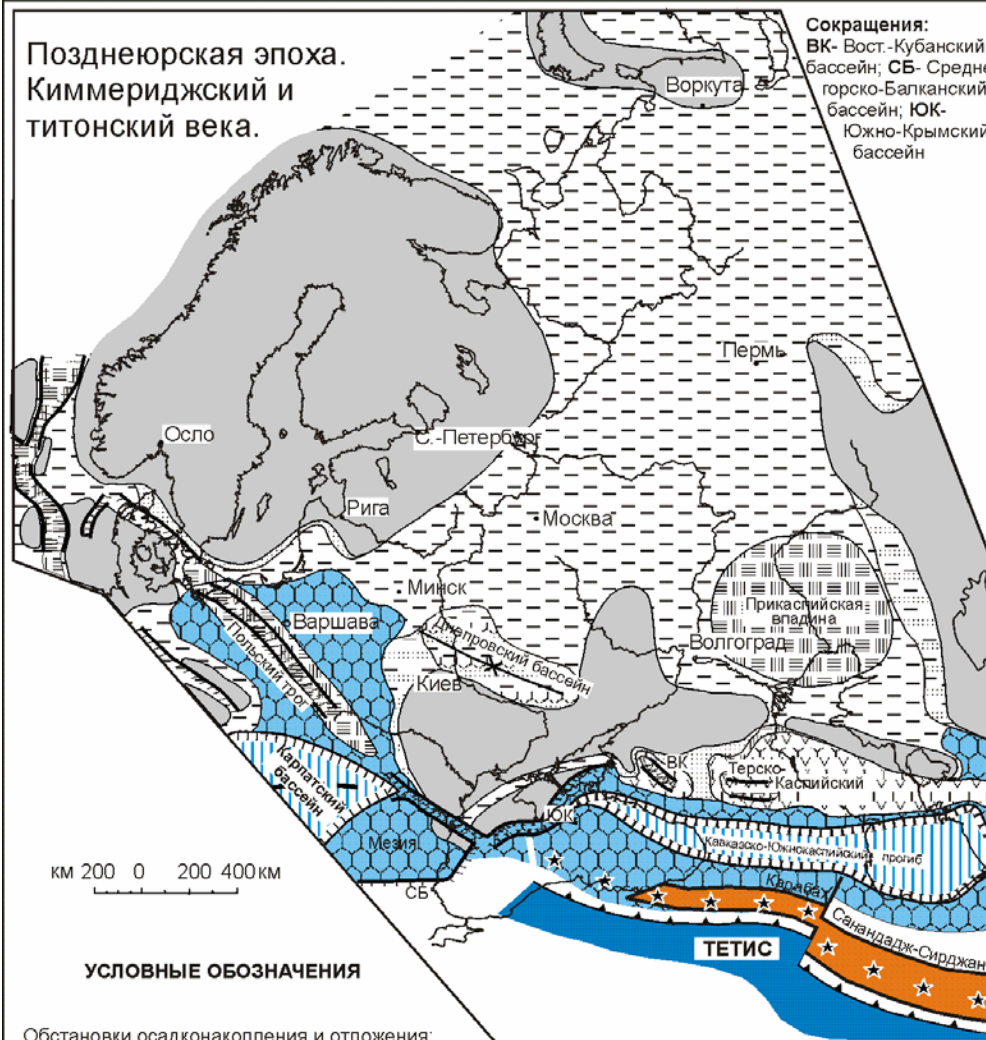 Позднеюрская эпоха.
Киммериджский и
титонский века.
Сокращения:
ВК- Вост.-Кубанский
бассейн; СБ- Средне
горско-Балканский
бассейн; ЮК-
Южно-Крымский
бассейн
Воркута
Пермь
Осло
С.-Петербург
Рига
Москва
Минск
Прикаспийская
впадина
Варшава
Днепровский бассейн
Волгоград
Польский трог
Киев
ВК
Терско-
Каспийский
Карпатский
бассейн
ЮК
Мезия
Кавказско-Южнокаспийский прогиб
км 200 0 200 400 км
СБ
Караба
Санандадж-Сирджан
ТЕТИС
УСЛОВНЫЕ ОБОЗНАЧЕНИЯ
Обстановки осадконакопления и отложения: